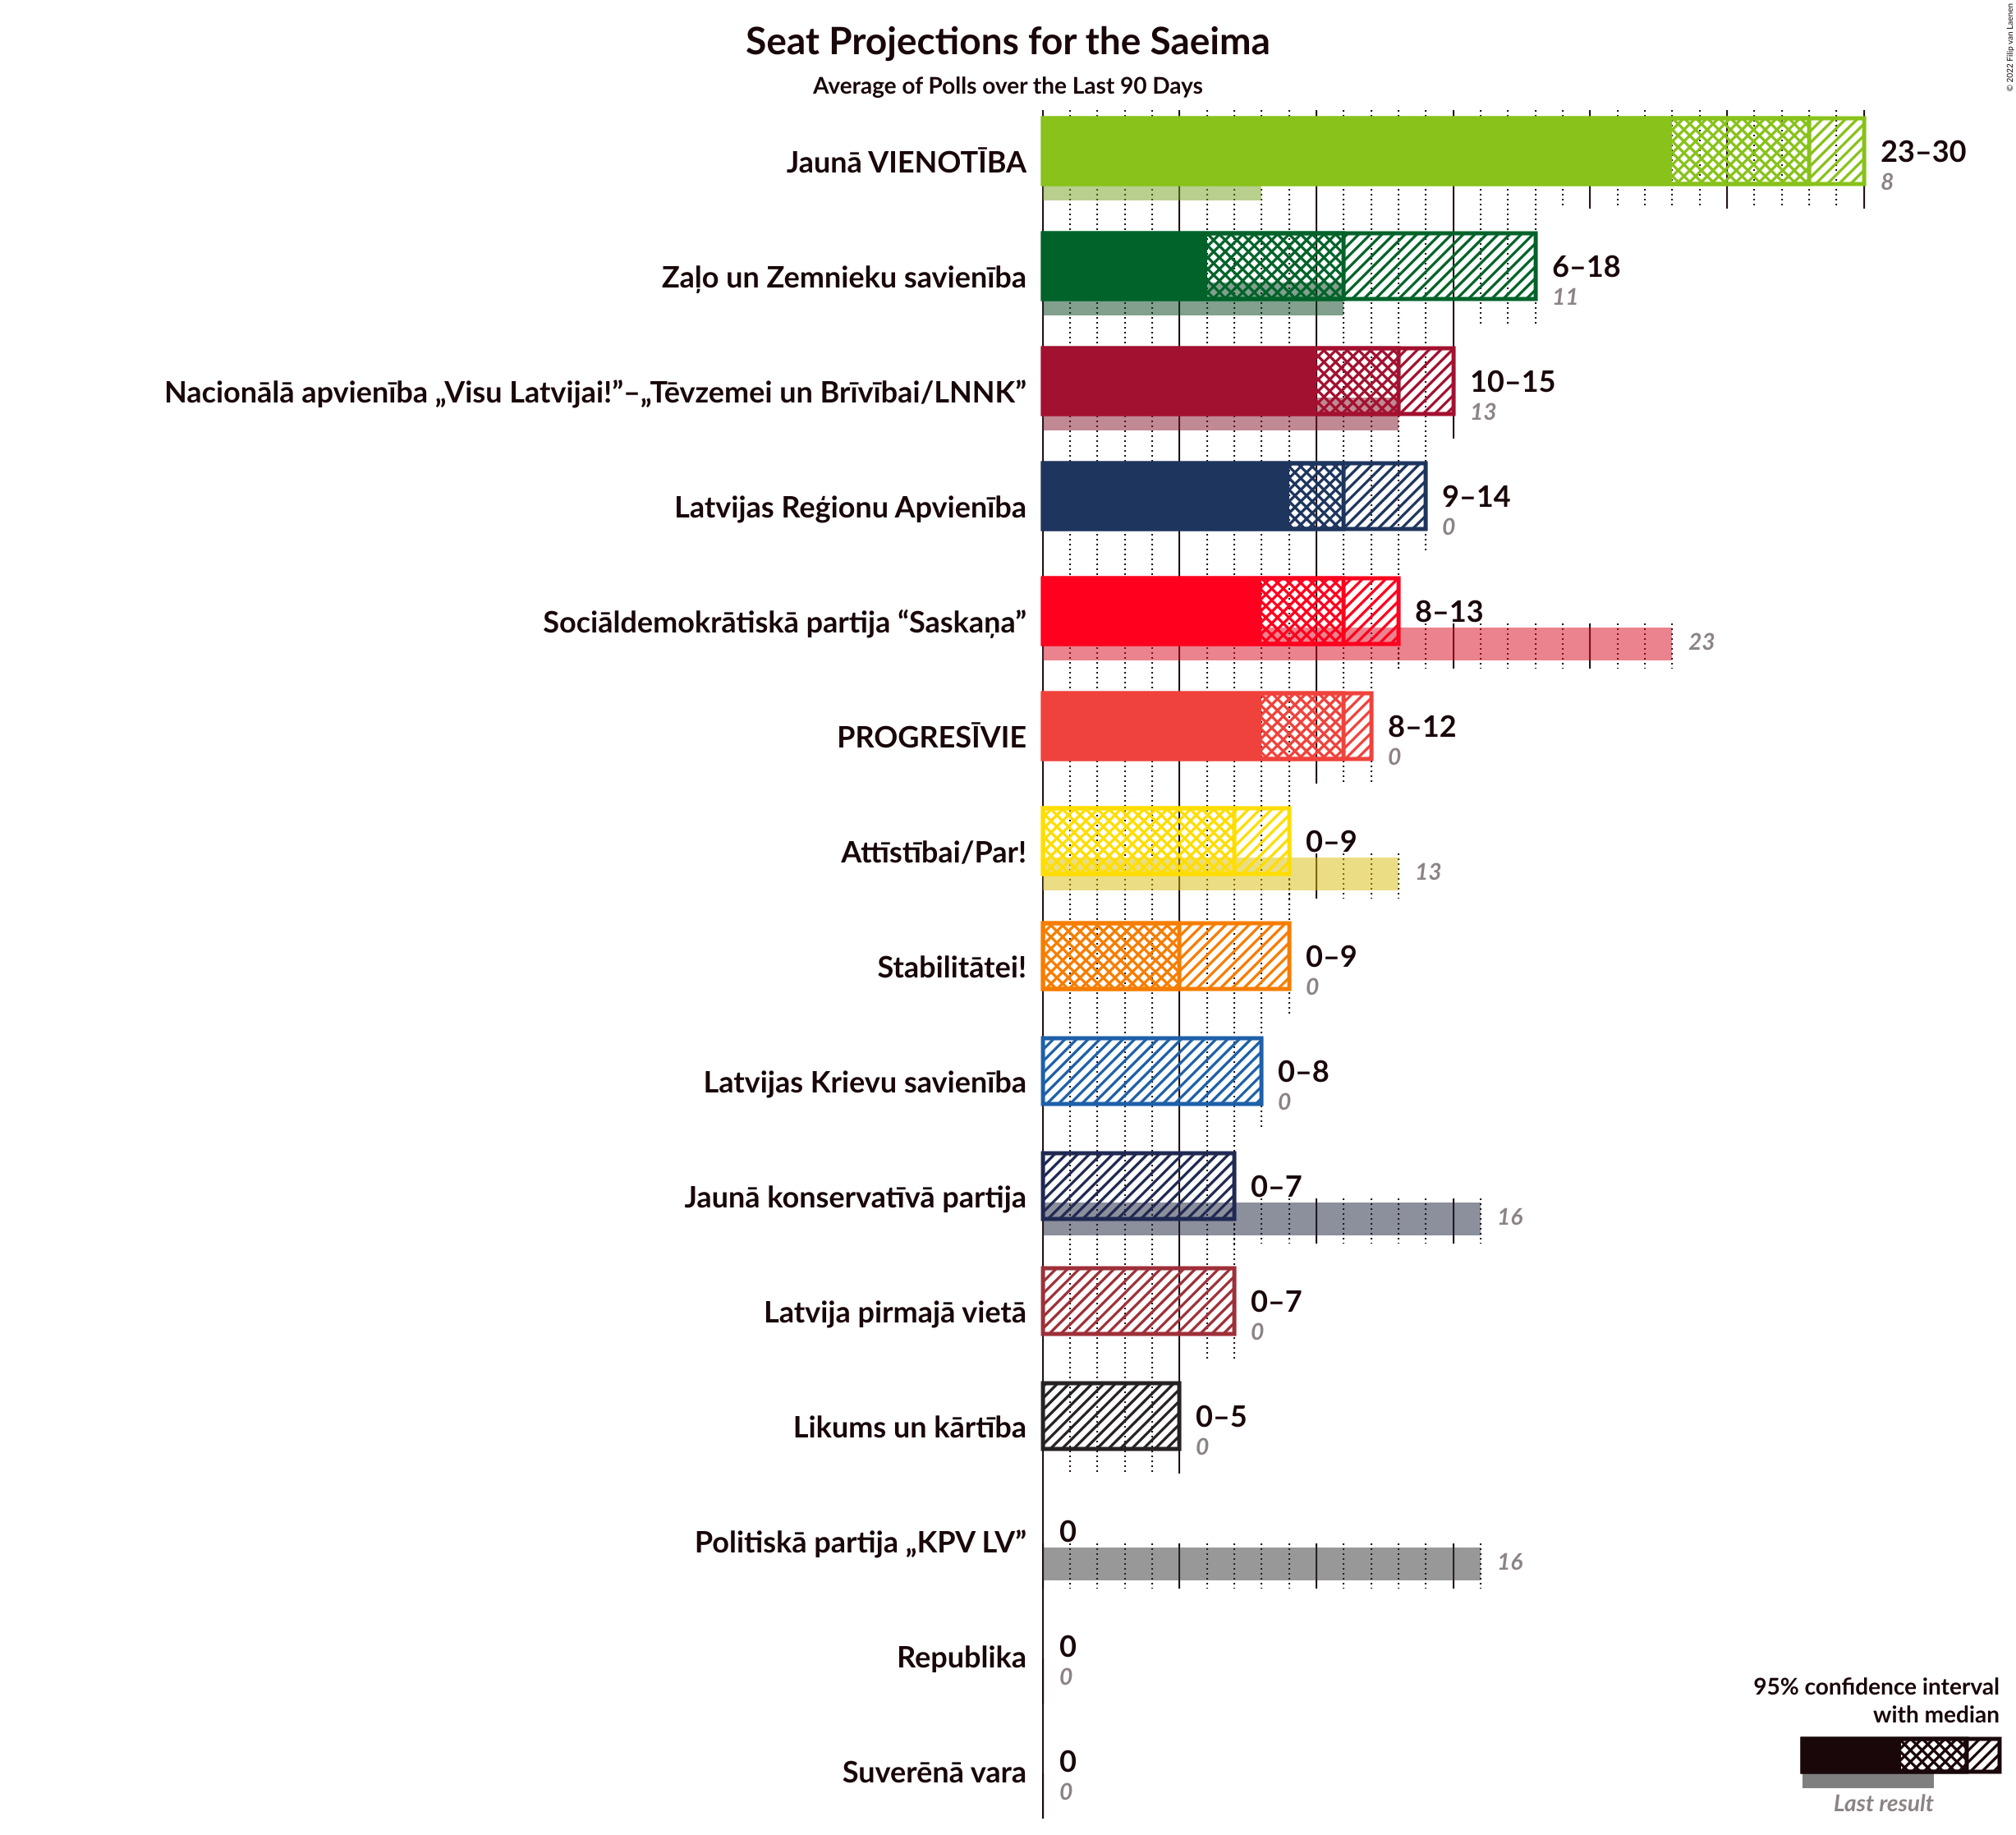 Seat Projections for the Saeima
Average of Polls over the Last 90 Days
© 2022 Filip van Laenen
Jaunā VIENOTĪBA
23–30
8
Zaļo un Zemnieku savienība
6–18
11
Nacionālā apvienība „Visu Latvijai!”–„Tēvzemei un Brīvībai/LNNK”
10–15
13
Latvijas Reģionu Apvienība
9–14
0
Sociāldemokrātiskā partija “Saskaņa”
8–13
23
PROGRESĪVIE
8–12
0
Attīstībai/Par!
0–9
13
Stabilitātei!
0–9
0
Latvijas Krievu savienība
0–8
0
Jaunā konservatīvā partija
0–7
16
Latvija pirmajā vietā
0–7
0
Likums un kārtība
0–5
0
Politiskā partija „KPV LV”
0
16
Republika
0
0
Suverēnā vara
0
0
95% confidence interval
with median
Last result